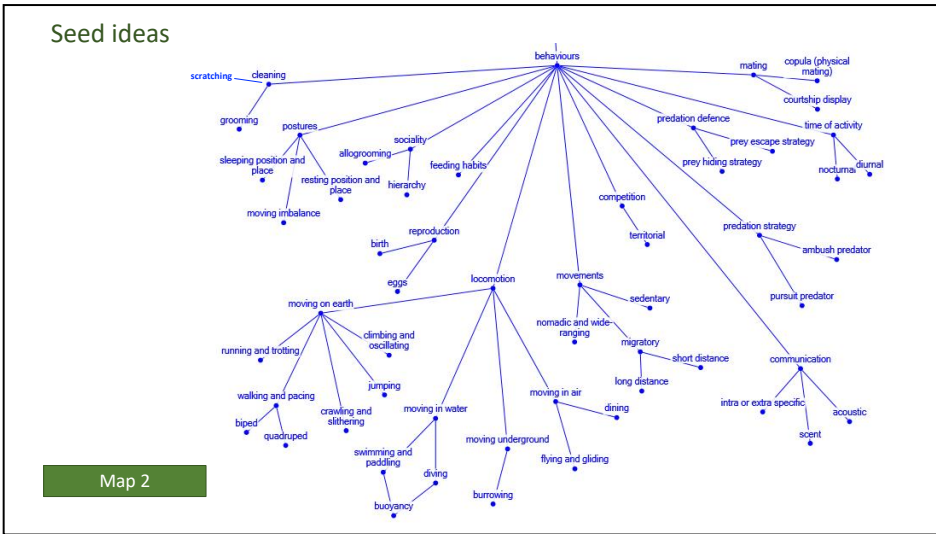 Seed ideas
behaviours
scratching
cleaning
mating
copula (physical
mating)
courtship display
grooming
postures
sociality
predation defence
time of activity
allogrooming
prey escape strategy
sleeping position and
place
feeding habits
prey hiding strategy
diurnal
nocturnal
resting position and
place
hierarchy
competition
moving imbalance
territorial
reproduction
predation strategy
birth
ambush predator
eggs
locomotion
movements
moving on earth
sedentary
pursuit predator
nomadic and wide-
ranging
climbing and
oscillating
running and trotting
migratory
short distance
communication
jumping
long distance
walking and pacing
crawling and
slithering
moving in water
moving in air
dining
intra or extra specific
acoustic
biped
quadruped
scent
moving underground
swimming and
paddling
flying and gliding
diving
burrowing
buoyancy
Map 2